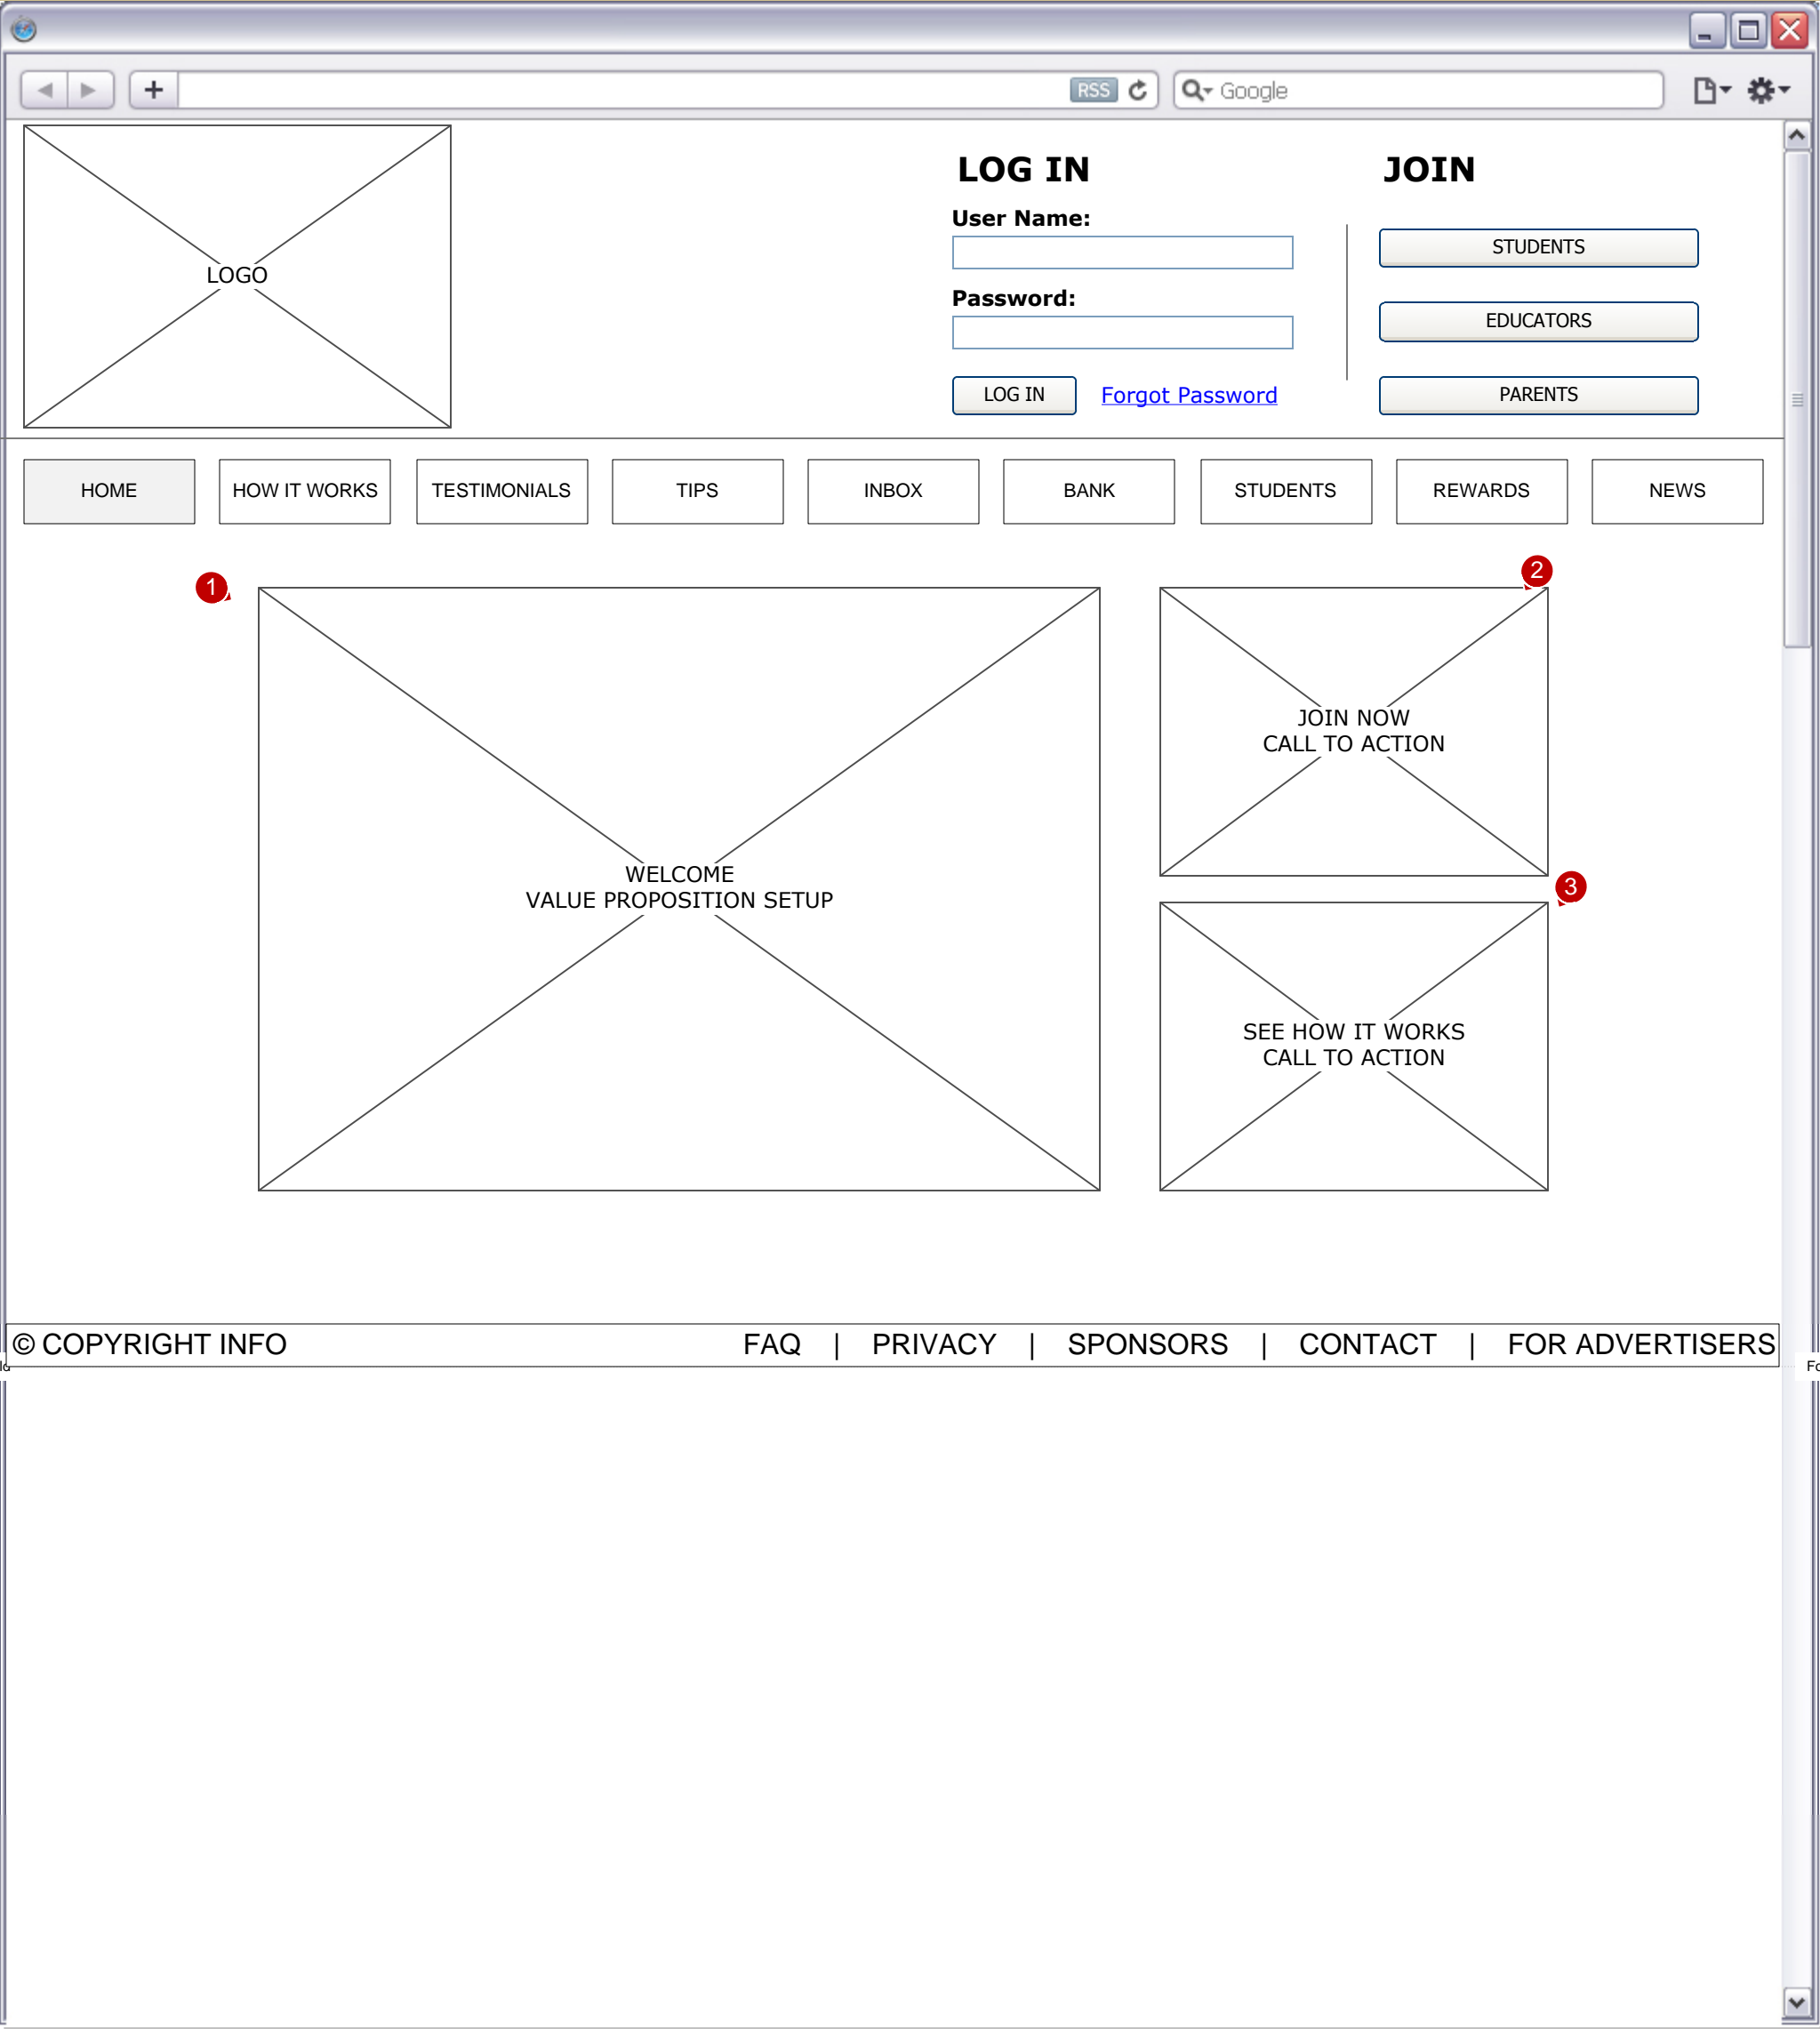 RSS
Google
LOGO
LOG IN
User Name:
Password:
LOG IN Forgot Password
JOIN
STUDENTS
EDUCATORS
PARENTS
HOME HOW IT WORKS TESTIMONIALS TIPS INBOX BANK STUDENTS REWARDS NEWS
1
WELCOME
VALUE PROPOSITION SETUP
2
JOIN NOW
CALL TO ACTION
3
SEE HOW IT WORKS
CALL TO ACTION
© COPYRIGHT INFO FAQ | PRIVACY | SPONSORS | CONTACT | FOR ADVERTISERS